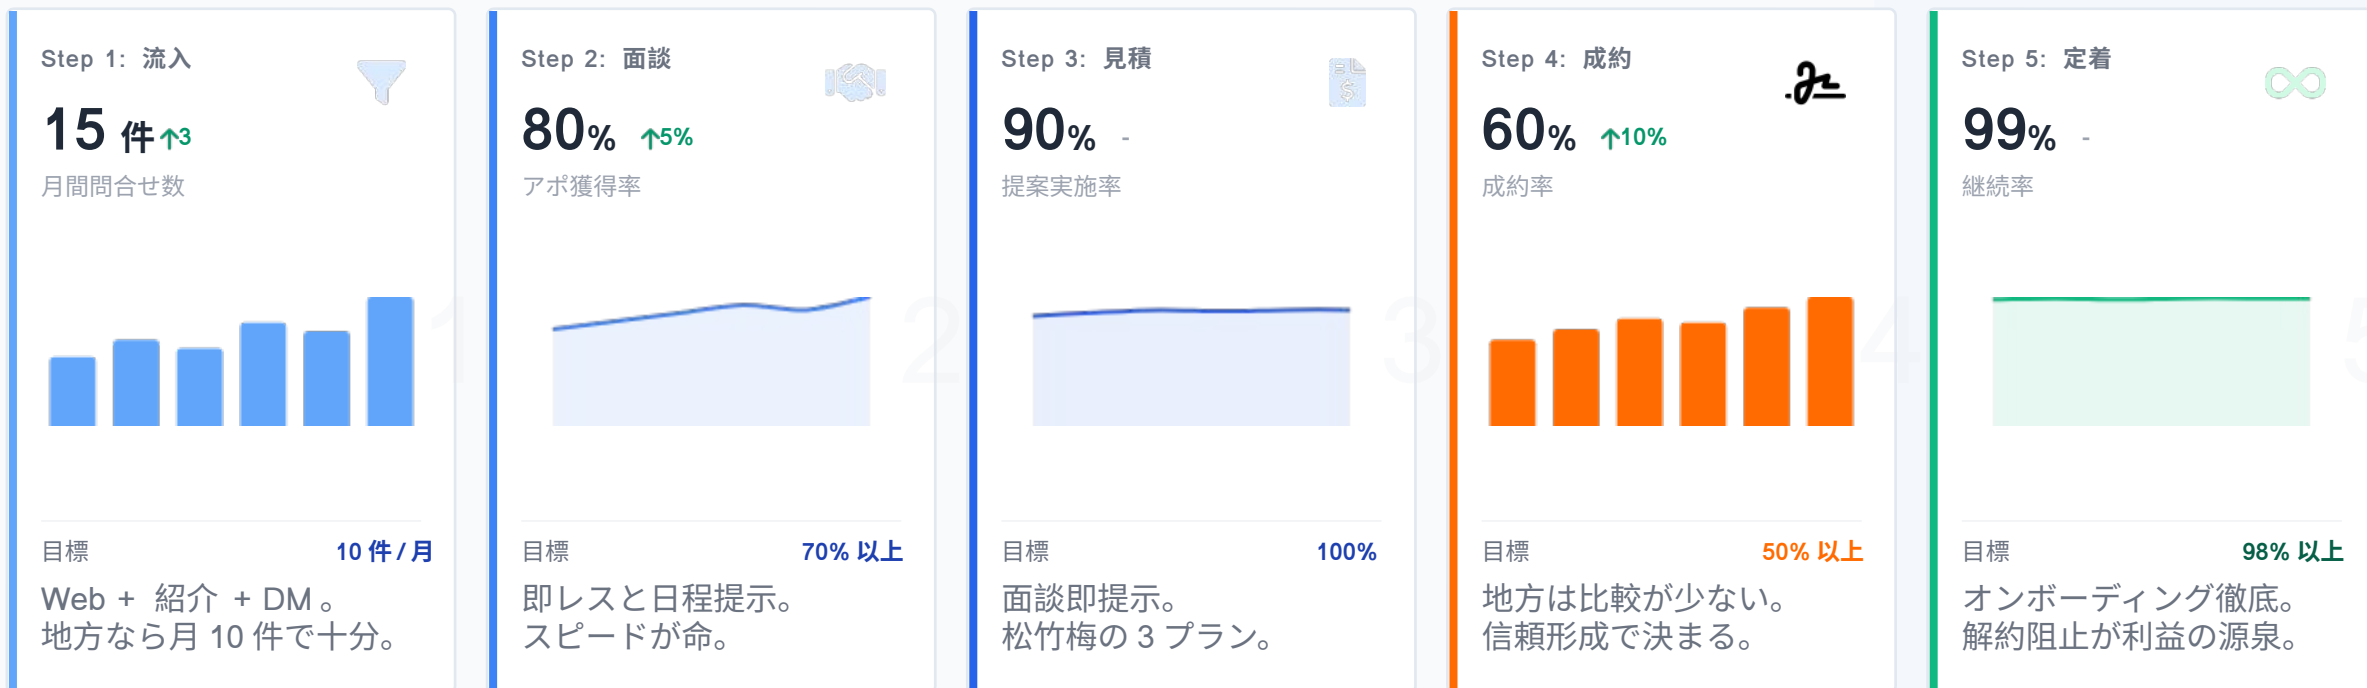 Step 1: 流入
15 件 ↑3
月間問合せ数
1
目標 10 件 / 月
Web + 紹介 + DM 。
地方なら月 10 件で十分。
Step 2: 面談
80% ↑5%
アポ獲得率
2
目標 70% 以上
即レスと日程提示。
スピードが命。
Step 3: 見積
$
90% -
提案実施率
3
目標 100%
面談即提示。
松竹梅の 3 プラン。
Step 4: 成約
60% ↑10%
成約率
4
目標 50% 以上
地方は比較が少ない。
信頼形成で決まる。
Step 5: 定着
99% -
継続率
5
目標 98% 以上
オンボーディング徹底。
解約阻止が利益の源泉。